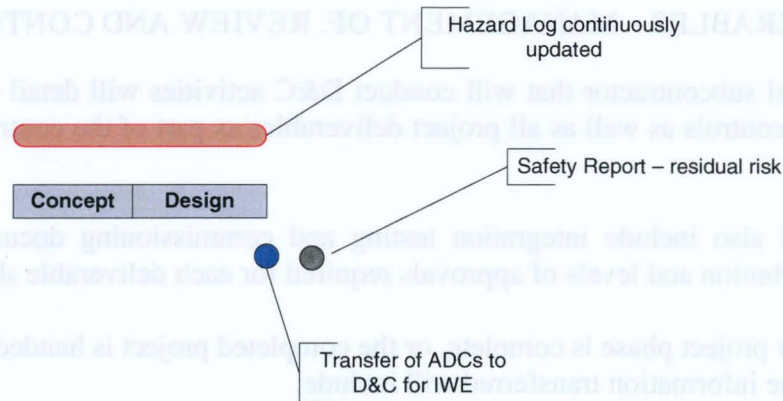 Hazard Log continuously
updated
Safety Report – residual risk
Concept Design
Transfer of ADCs to
D&C for IWE